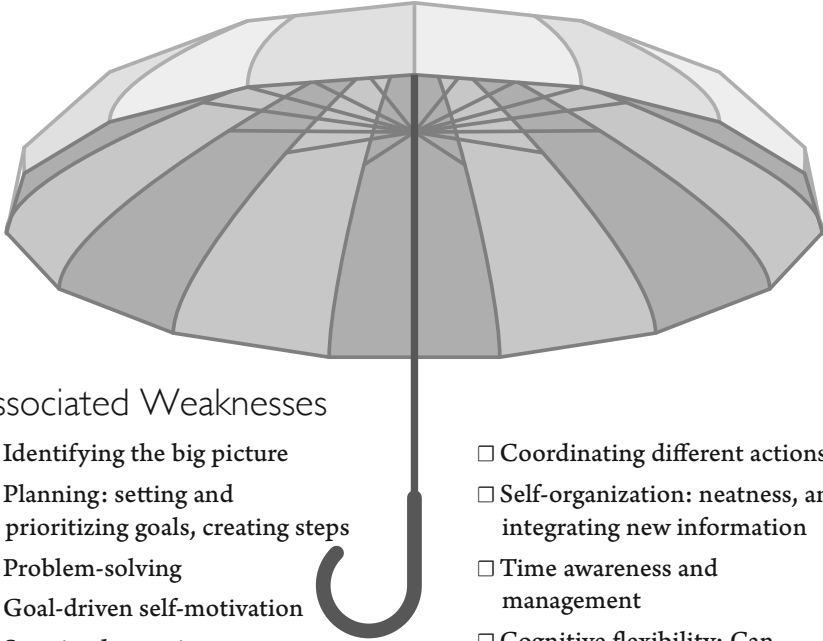 ssociated Weaknesses
Identifying the big picture
Planning: setting and
prioritizing goals, creating steps
Problem-solving
Goal-driven self-motivation
☐ Coordinating different actions
☐ Self-organization: neatness, an
integrating new information
☐ Time awareness and
management
☐ Cognitive flexibility: Can